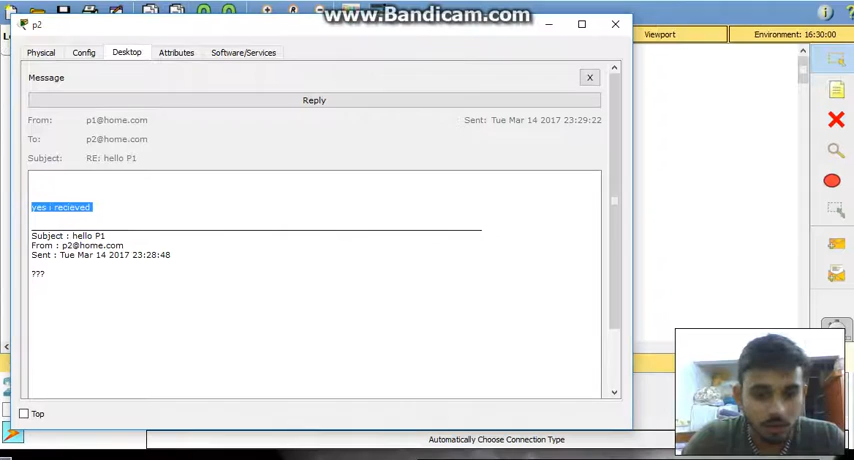 www.Bandicam.com
p2
Physical Config Desktop Attributes Software/Services
Viewport
Environment: 16:30:00
Message
X
Reply
From: p1@home.com
Sent: Tue Mar 14 2017 23:29:22
To: p2@home.com
Subject: RE: hello P1
yes i recieved
Subject : hello P1
From : p2@home.com
Sent : Tue Mar 14 2017 23:28:48
???
Top
Automatically Choose Connection Type